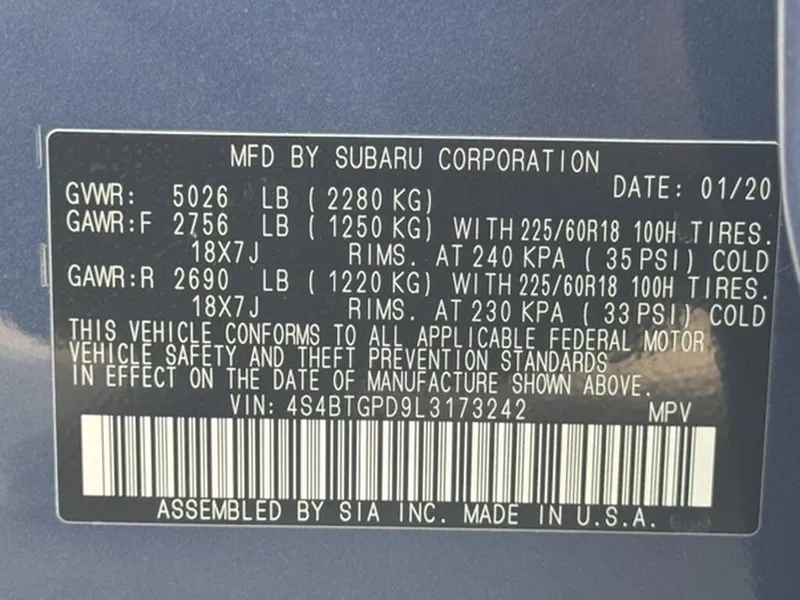 MFD BY SUBARU CORPORATION
GVWR: 5026 LB ( 2280 KG) DATE: 01/20
GAWR:F 2756 LB ( 1250 KG) WITH 225/60R18 100H TIRES.
18X7J RIMS. AT 240 KPA ( 35 PSI) COLD
GAWR:R 2690 LB ( 1220 KG) WITH 225/60R18 100H TIRES.
18X7J RIMS. AT 230 KPA ( 33 PSI) COLD
THIS VEHICLE CONFORMS TO ALL APPLICABLE FEDERAL MOTOR
VEHICLE SAFETY AND THEFT PREVENTION STANDARDS
IN EFFECT ON THE DATE OF MANUFACTURE SHOWN ABOVE.
VIN: 4S4BTGPD9L3173242 MPV
ASSEMBLED BY SIA INC. MADE IN U.S.A.